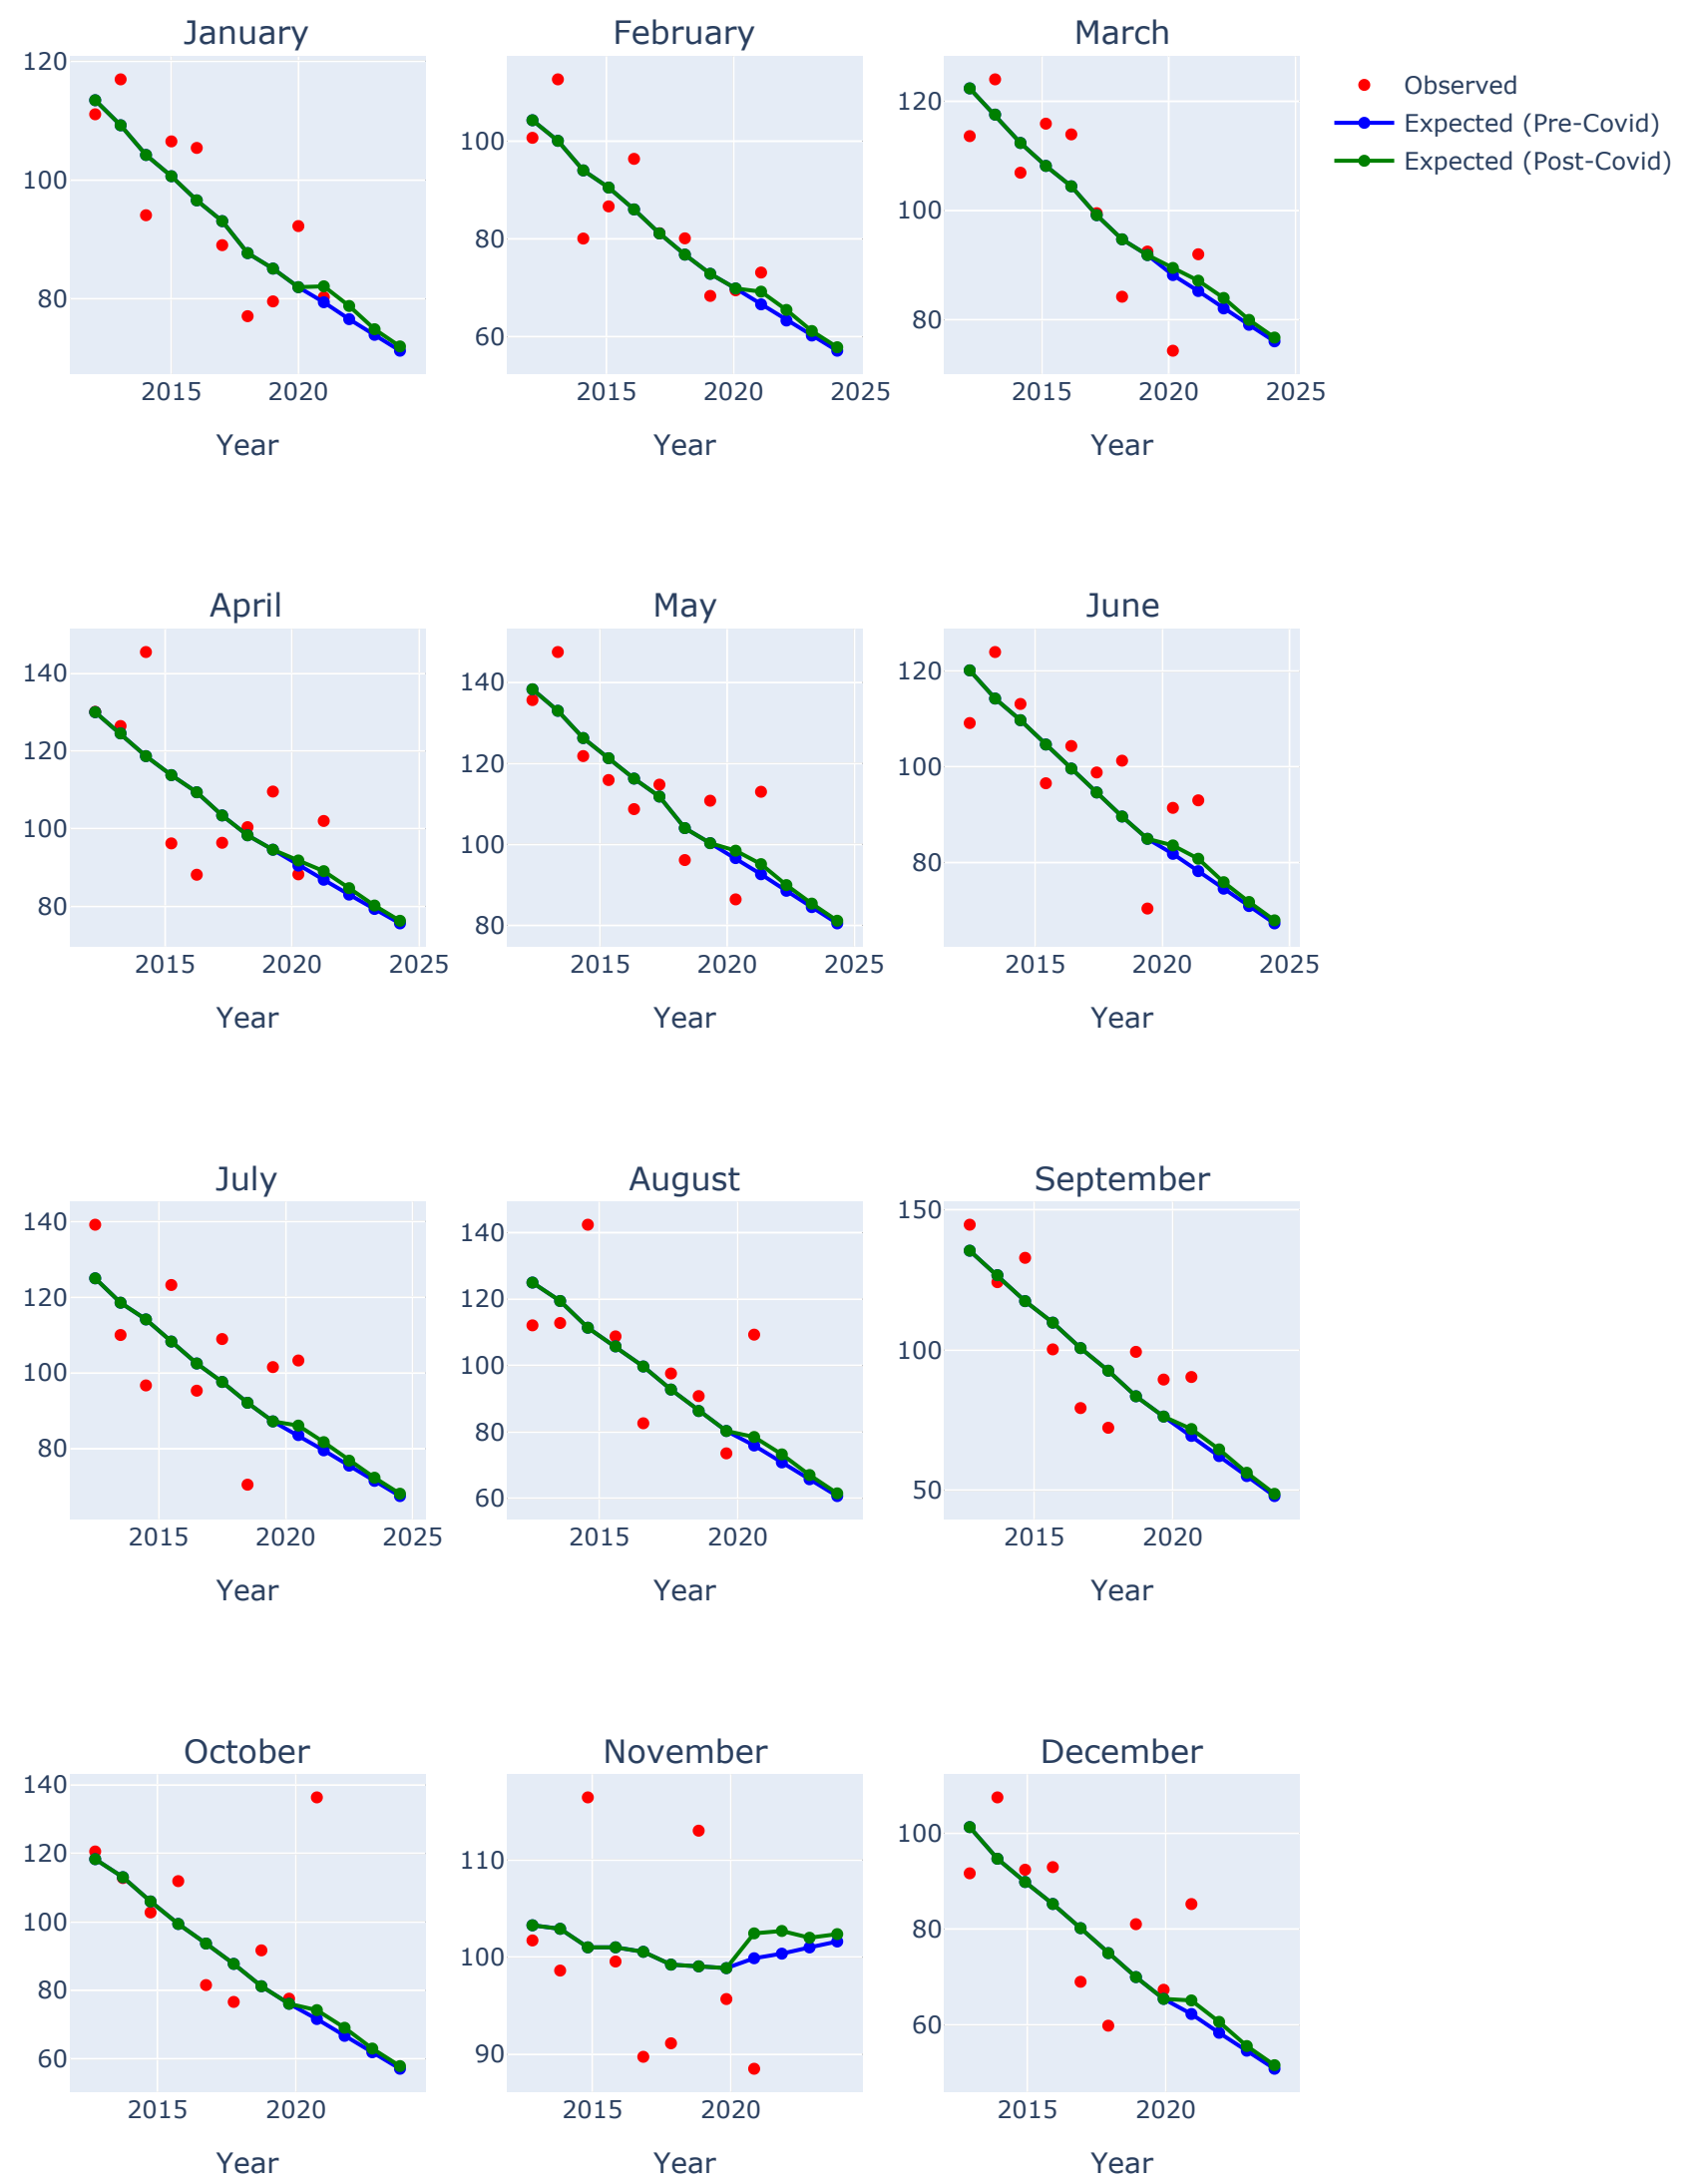 January
February
March
120
100
80
2015
2020
Year
100
80
60
2015
2020
2025
Year
120
100
80
2015
2020
2025
Year
Observed
Expected (Pre-Covid)
Expected (Post-Covid)
April
May
June
140
120
100
80
2015
2020
2025
Year
140
120
100
80
2015
2020
2025
Year
120
100
80
2015
2020
2025
Year
July
August
September
140
120
100
80
2015
2020
2025
Year
140
120
100
80
60
2015
2020
Year
150
100
50
2015
2020
Year
October
November
December
140
120
100
80
60
2015
2020
Year
110
100
90
2015
2020
Year
100
80
60
2015
2020
Year